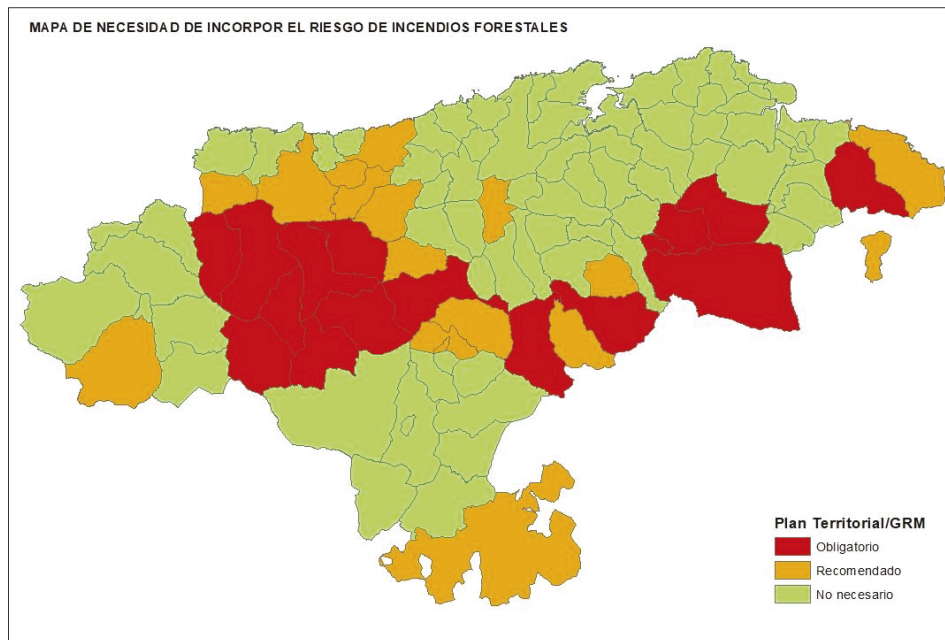 MAPA DE NECESIDAD DE INCORPOR EL RIESGO DE INCENDIOS FORESTALES
Plan Territorial/GRM
Obligatorio
Recomendado
No necesario